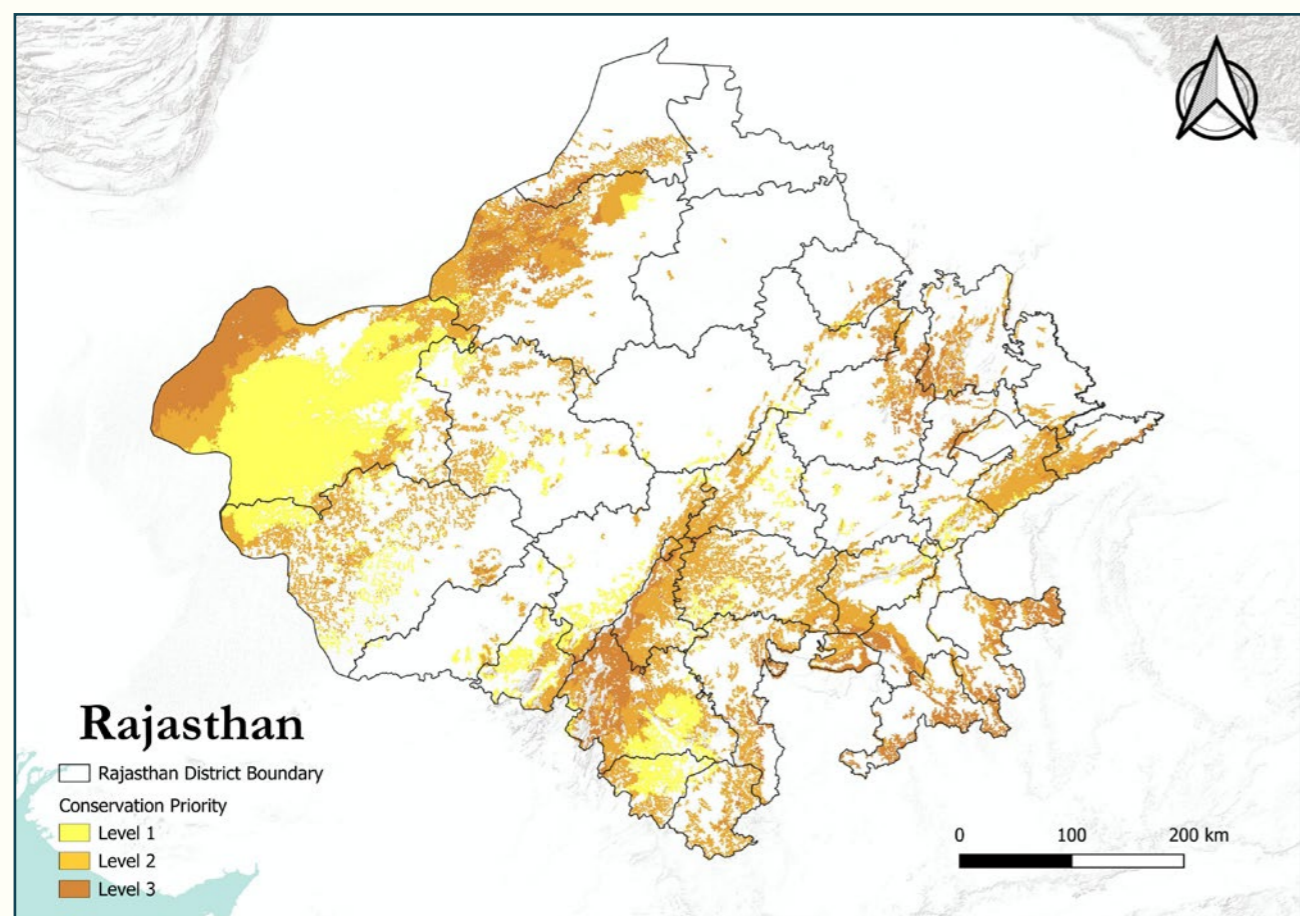 Rajasthan
Rajasthan District Boundary
Conservation Priority
Level 1
Level 2
Level 3
0 100 200 km